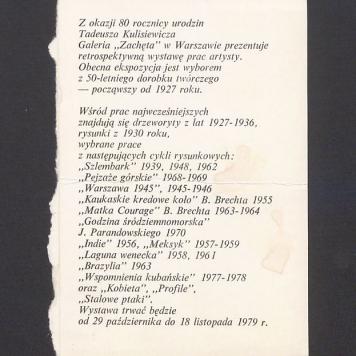 Z okazji 80 rocznicy urodzin
Tadeusza Kulisiewicza
Galeria ,,Zachęta" w Warszawie prezentuje
retrospektywną wystawę prac artysty.
Obecna ekspozycja jest wyborem
z 50-letniego dorobku twórczego
— począwszy od 1927 roku.
Wśród prac najwcześniejszych
znajdują się drzeworyty z lat 1927-1936,
rysunki z 1930 roku,
wybrane prace
z następujących cykli rysunkowych:
,,Szlembark" 1939, 1948, 1962
,,Pejzaże górskie" 1968-1969
,,Warszawa 1945", 1945-1946
,,Kaukaskie kredowe koło" B. Brechta 1955
,,Matka Courage" B. Brechta 1963-1964
,,Godzina śródziemnomorska"
J. Parandowskiego 1970
,,Indie" 1956, ,,Meksyk" 1957-1959
,,Laguna wenecka" 1958, 1961
,,Brazylia" 1963
,,Wspomnienia kubańskie" 1977-1978
oraz ,,Kobieta", ,,Profile",
,,Stalowe ptaki".
Wystawa trwać będzie
od 29 października do 18 listopada 1979 r.